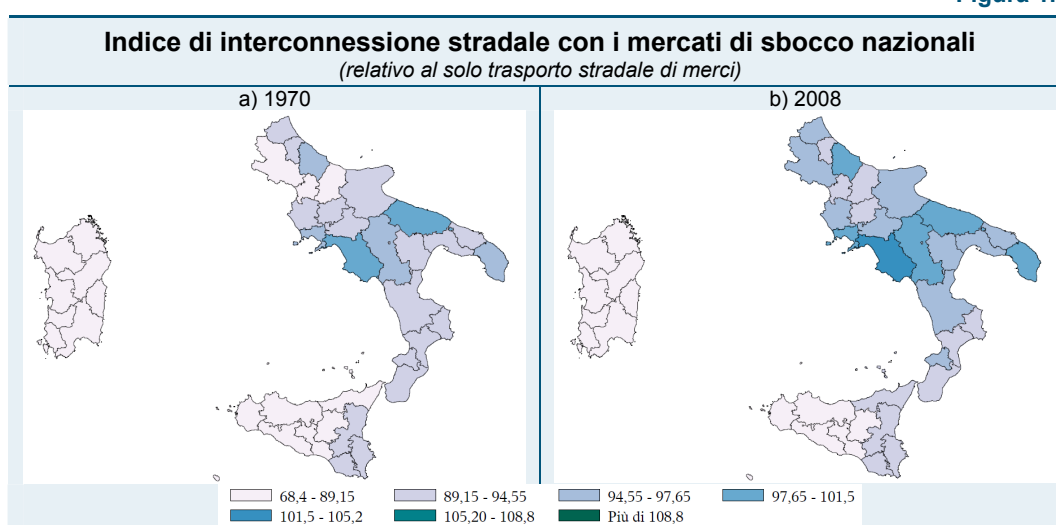 Indice di interconnessione stradale con i mercati di sbocco nazionali
(relativo al solo trasporto stradale di merci)
a) 1970
b) 2008
68,4 - 89,15
89,15 - 94,55
94,55 - 97,65
97,65 - 101,5
101,5 - 105,2
105,20 - 108,8
Più di 108,8